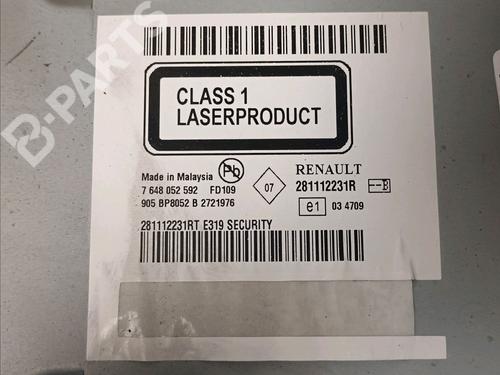 B-PARTS
CLASS 1
LASERPRODUCT
Made in Malaysia
Pb
RENAULT
7 648 052 592 FD109
07
281112231R
B
905 BP8052 B 2721976
e1
03 4709
281112231RT E319 SECURITY